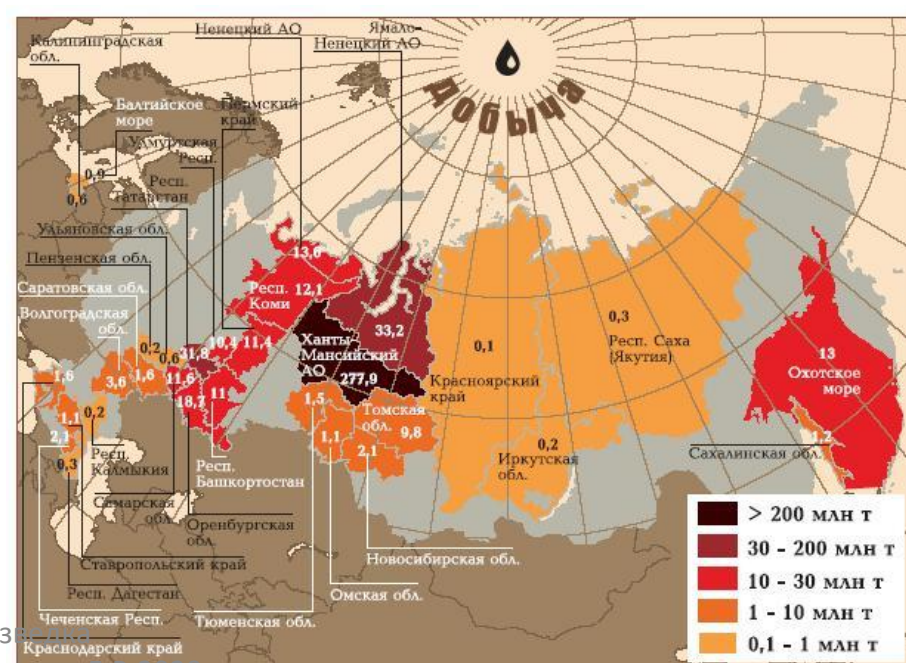 Калининградская
обл.
Ненецкий АО
Ямало-
Ненецкий АО
Добыча
Балтийское
море
0,9
0,6
Пермский
край
Удмуртская
Респ.
Респ.
Татарстан
Ульяновская обл.
Пензенская обл.
Саратовская обл.
Волгоградская
обл.
13,6
12,1
Респ.
Коми
33,2
Ханты-
Мансийский
АО
277,9
10,4
11,4
31,8
0,2
0,6
11,6
18,7
11
1,6
3,6
1,6
1,1
0,2
2,1
0,3
0,1
Красноярский
край
0,3
Респ. Саха
(Якутия)
13
Охотское
море
1,2
Сахалинская обл.
0,2
Иркутская
обл.
1,5
Томская
обл.
9,8
1,1
2,1
Респ.
Калмыкия
Самарская
обл.
Респ.
Башкортостан
Оренбургская
обл.
Ставропольский край
Респ. Дагестан
Чеченская Респ.
Краснодарский край
Тюменская обл.
Омская обл.
Новосибирская обл.
> 200 млн т
30 - 200 млн т
10 - 30 млн т
1 - 10 млн т
0,1 - 1 млн т